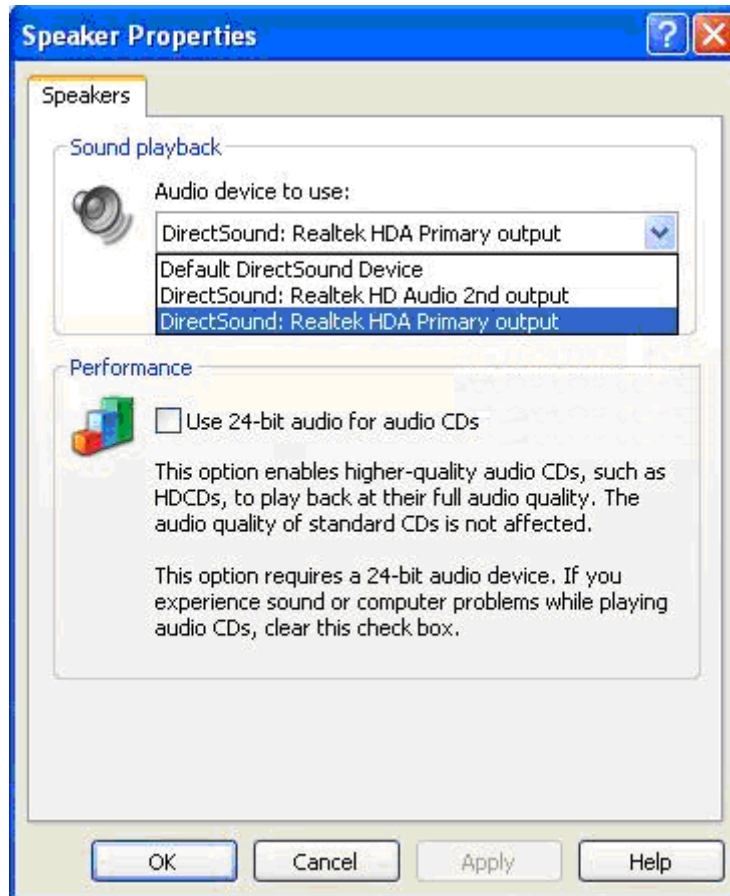 Speaker Properties
Speakers
Sound playback
Audio device to use:
DirectSound: Realtek HDA Primary output
Default DirectSound Device
DirectSound: Realtek HD Audio 2nd output
DirectSound: Realtek HDA Primary output
Performance
Use 24-bit audio for audio CDs
This option enables higher-quality audio CDs, such as
HDCDs, to play back at their full audio quality. The
audio quality of standard CDs is not affected.
This option requires a 24-bit audio device. If you
experience sound or computer problems while playing
audio CDs, clear this check box.
OK Cancel Apply Help